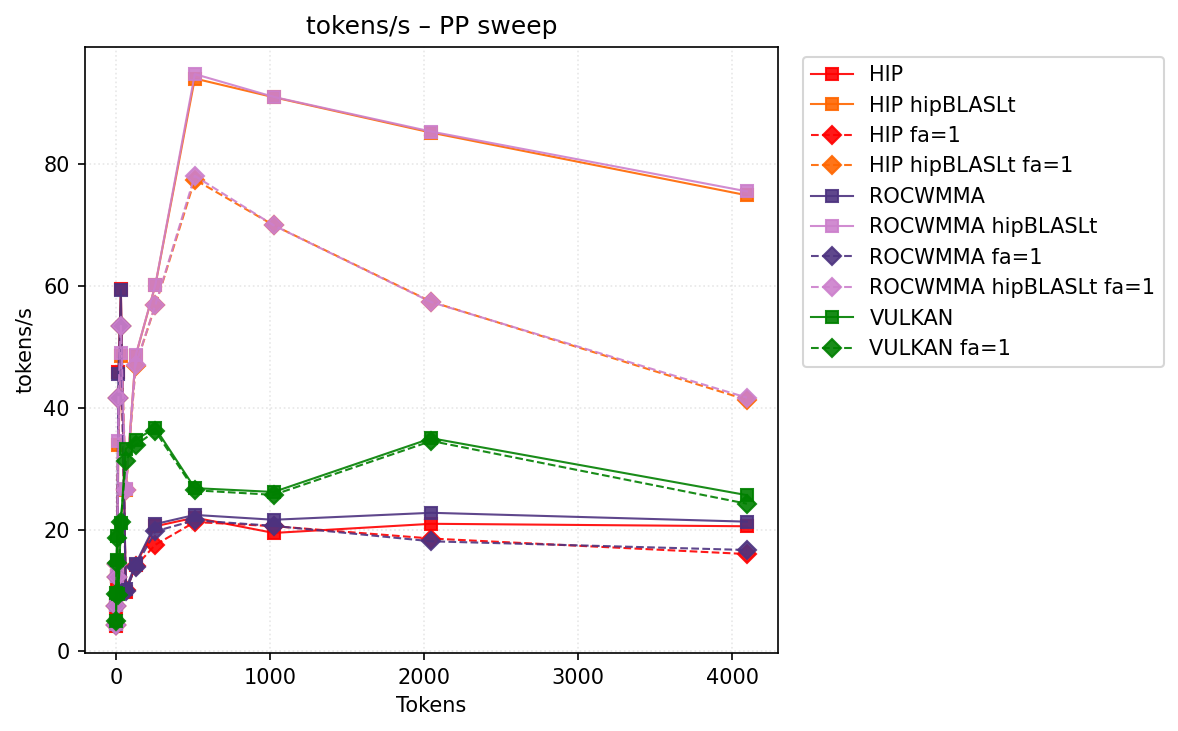 tokens/s – PP sweep
tokens/s
80
60
40
20
0
0 1000 2000 3000 4000
Tokens
HIP
HIP hipBLASLt
HIP fa=1
HIP hipBLASLt fa=1
ROCWMMA
ROCWMMA hipBLASLt
ROCWMMA fa=1
ROCWMMA hipBLASLt fa=1
VULKAN
VULKAN fa=1